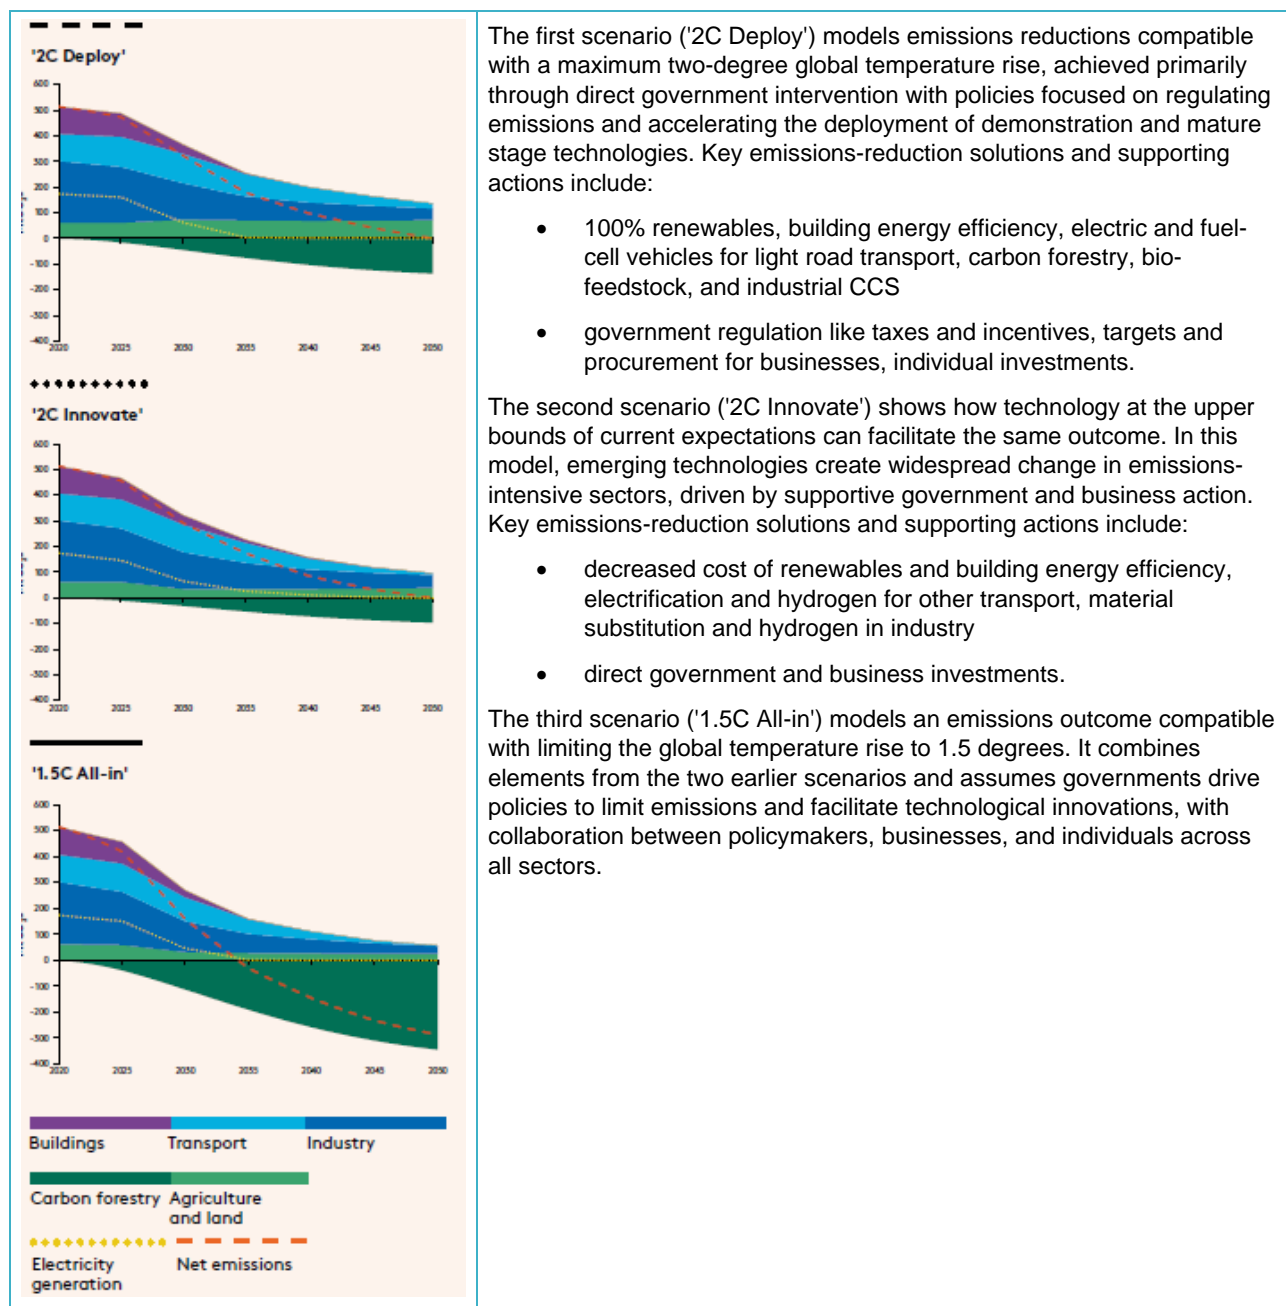 '2C Deploy'
600
500
400
300
200
100
0
-100
-200
-300
-400
2020 2025 2030 2035 2040 2045 2050
'2C Innovate'
600
500
400
300
200
100
0
-100
-200
-300
-400
2020 2025 2030 2035 2040 2045 2050
'1.5C All-in'
600
500
400
300
200
100
0
-100
-200
-300
-400
2020 2025 2030 2035 2040 2045 2050
Buildings Transport Industry
Carbon forestry Agriculture
and land
Electricity Net emissions
generation
The first scenario ('2C Deploy') models emissions reductions compatible
with a maximum two-degree global temperature rise, achieved primarily
through direct government intervention with policies focused on regulating
emissions and accelerating the deployment of demonstration and mature
stage technologies. Key emissions-reduction solutions and supporting
actions include:
• 100% renewables, building energy efficiency, electric and fuel-
cell vehicles for light road transport, carbon forestry, bio-
feedstock, and industrial CCS
• government regulation like taxes and incentives, targets and
procurement for businesses, individual investments.
The second scenario ('2C Innovate') shows how technology at the upper
bounds of current expectations can facilitate the same outcome. In this
model, emerging technologies create widespread change in emissions-
intensive sectors, driven by supportive government and business action.
Key emissions-reduction solutions and supporting actions include:
• decreased cost of renewables and building energy efficiency,
electrification and hydrogen for other transport, material
substitution and hydrogen in industry
• direct government and business investments.
The third scenario ('1.5C All-in') models an emissions outcome compatible
with limiting the global temperature rise to 1.5 degrees. It combines
elements from the two earlier scenarios and assumes governments drive
policies to limit emissions and facilitate technological innovations, with
collaboration between policymakers, businesses, and individuals across
all sectors.